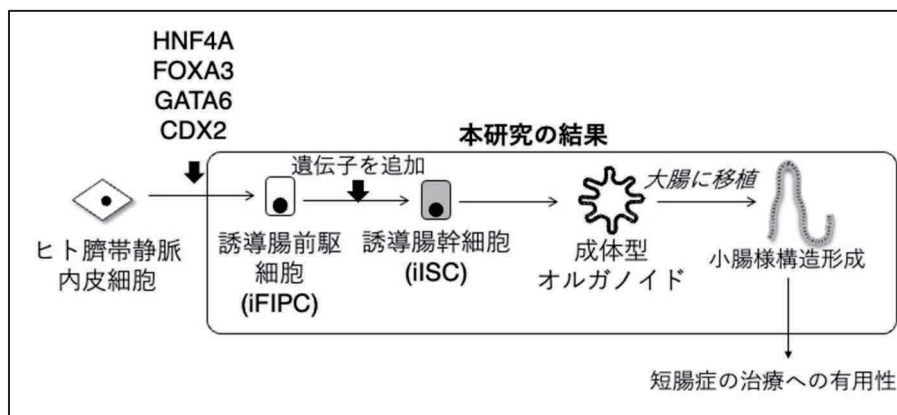 HNF4A
FOXA3
GATA6
CDX2
本研究の結果
遺伝子を追加
大腸に移植
ヒト臍帯静脈
内皮細胞
誘導腸前駆
細胞
(iFIPC)
誘導腸幹細胞
(iISC)
成体型
オルガノイド
小腸様構造形成
短腸症の治療への有用性